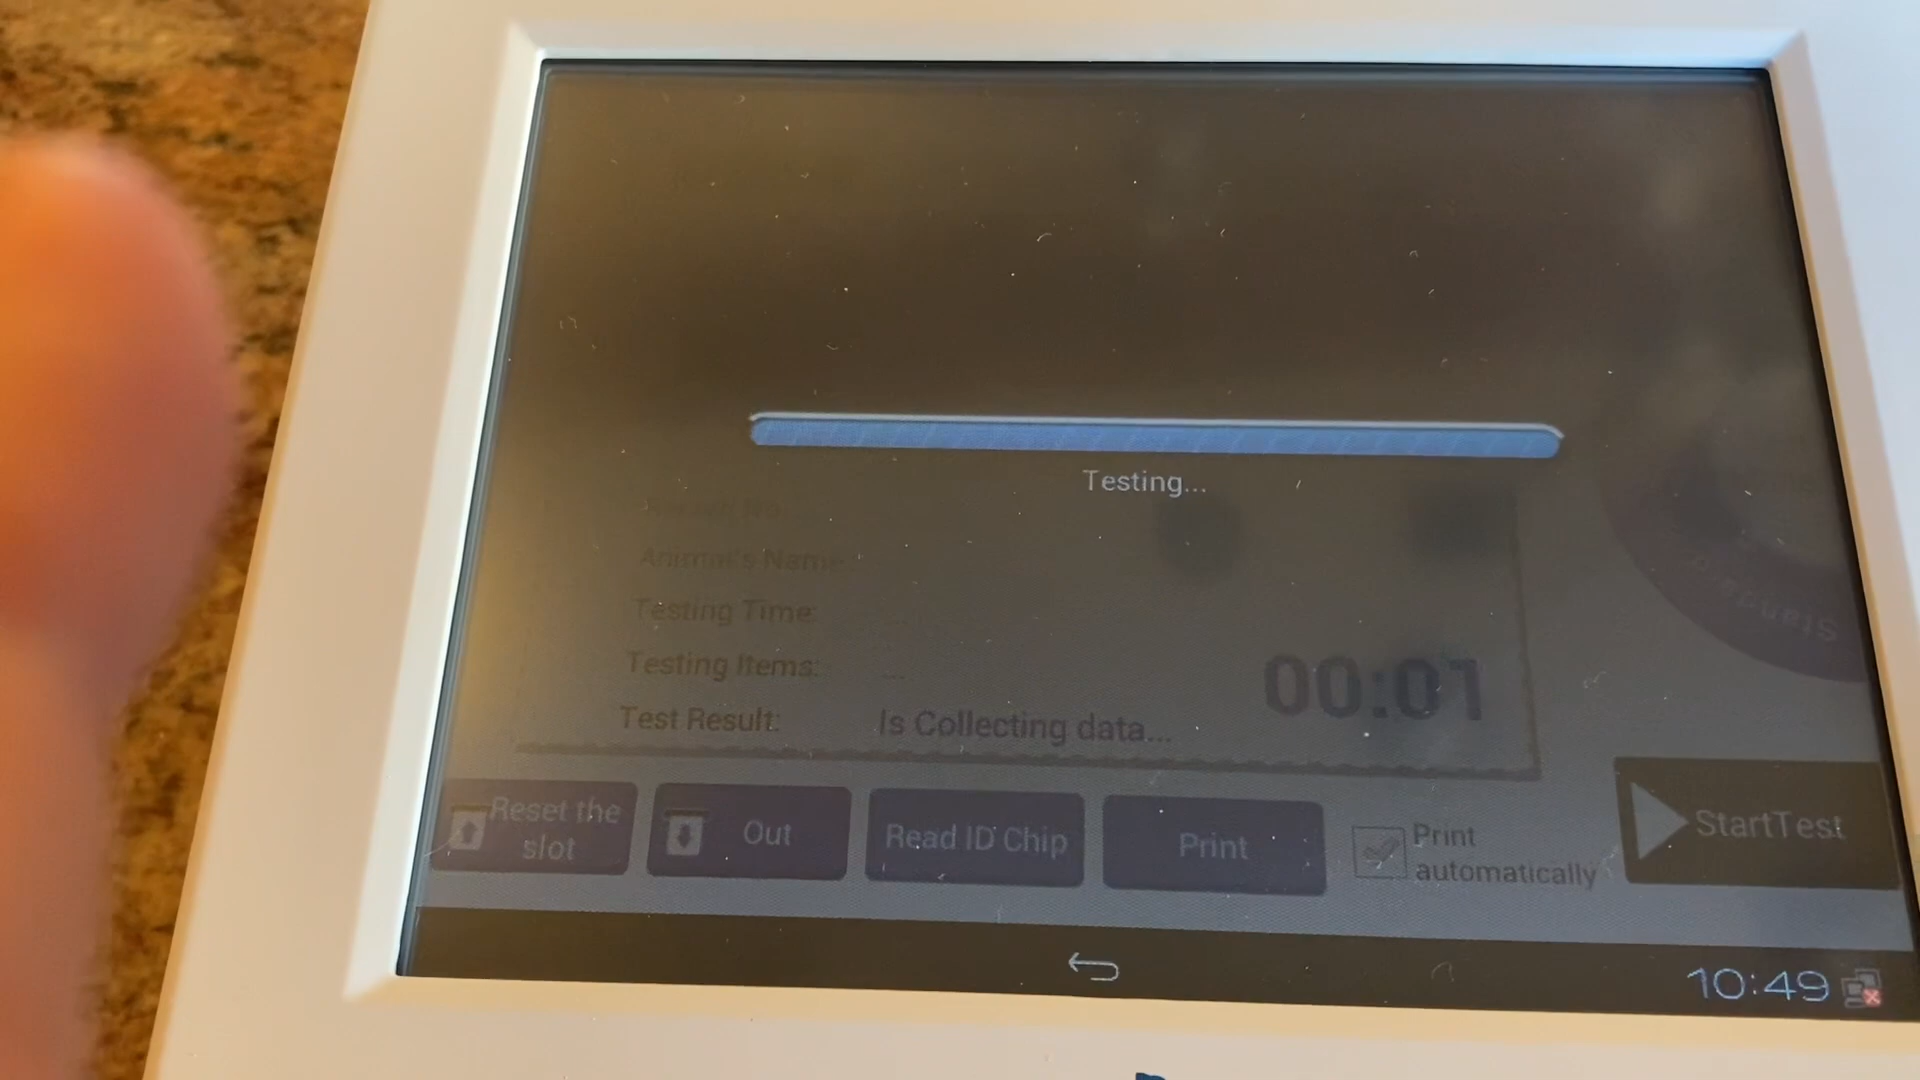 Testing...
Animal's Name
Testing Time:
Testing Items:
00:01
Test Result: Is Collecting data...
Standard
Reset the
slot
Out
Read ID Chip
Print
Print
automatically
StartTest
10:49